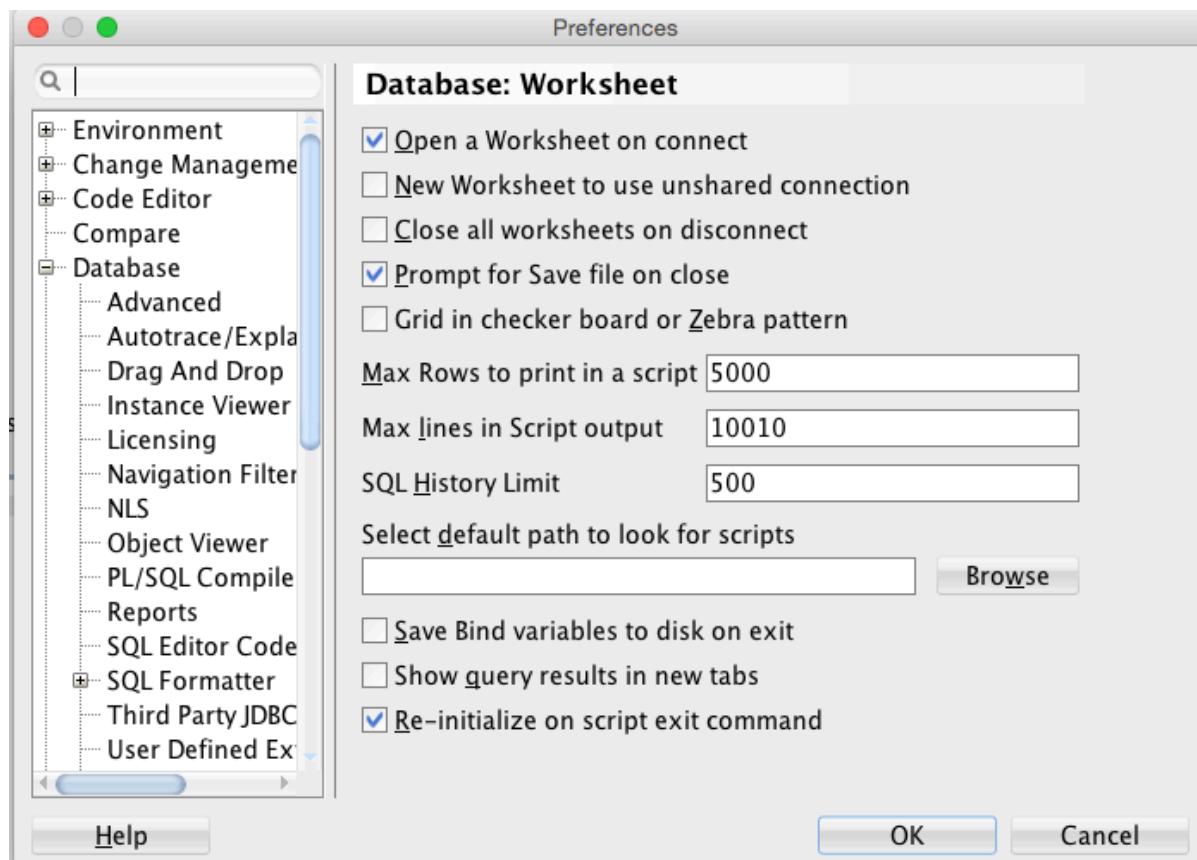 Preferences
Database: Worksheet
Environment
Change Manageme
Code Editor
Compare
Database
Advanced
Autotrace/Expla
Drag And Drop
Instance Viewer
Licensing
Navigation Filter
NLS
Object Viewer
PL/SQL Compile
Reports
SQL Editor Code
SQL Formatter
Third Party JDBC
User Defined Ex
Open a Worksheet on connect
New Worksheet to use unshared connection
Close all worksheets on disconnect
Prompt for Save file on close
Grid in checker board or Zebra pattern
Max Rows to print in a script 5000
Max lines in Script output 10010
SQL History Limit 500
Select default path to look for scripts
Browse
Save Bind variables to disk on exit
Show query results in new tabs
Re-initialize on script exit command
Help OK Cancel